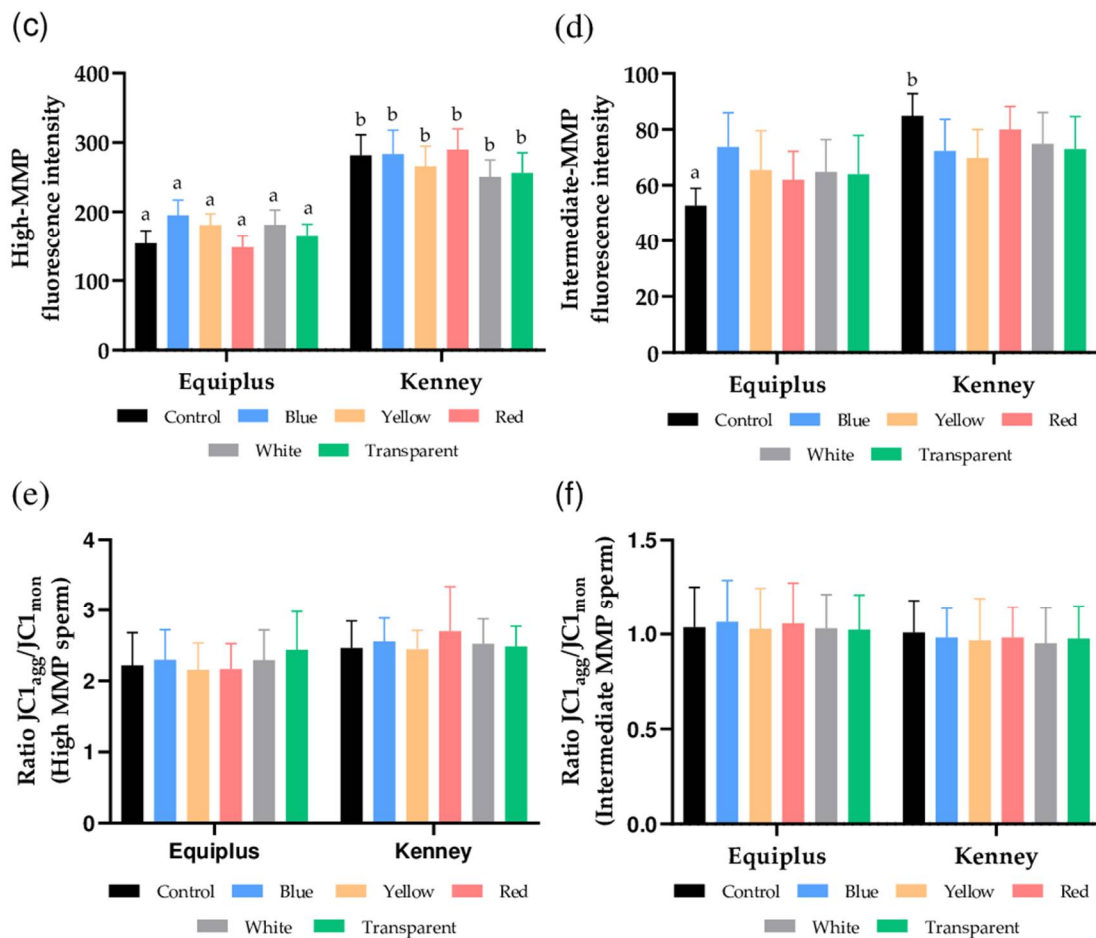 (c)
High-MMP
fluorescence intensity
400
300
200
100
0
a a a a a a
b b b b b b
Equiplus Kenney
Control Blue Yellow Red
White Transparent
(d)
Intermediate-MMP
fluorescence intensity
100
80
60
40
20
0
a b
Equiplus Kenney
Control Blue Yellow Red
White Transparent
(e)
Ratio JC1agg/JC1mon
(High MMP sperm)
4
3
2
1
0
Equiplus Kenney
Control Blue Yellow Red
White Transparent
(f)
Ratio JC1agg/JC1mon
(Intermediate MMP sperm)
1.5
1.0
0.5
0.0
Equiplus Kenney
Control Blue Yellow Red
White Transparent